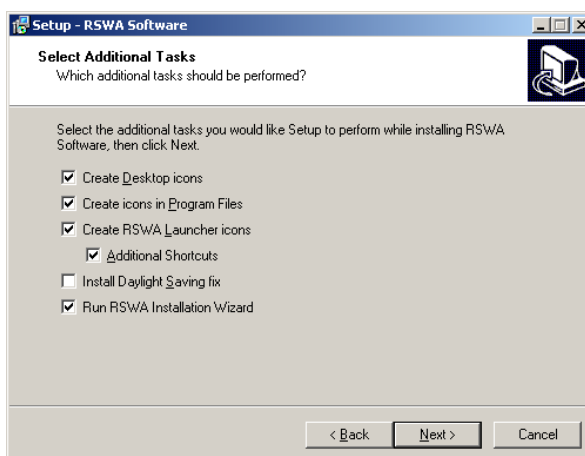 Setup - RSWA Software
Select Additional Tasks
Which additional tasks should be performed?
Select the additional tasks you would like Setup to perform while installing RSWA
Software, then click Next.
Create Desktop icons
Create icons in Program Files
Create RSWA Launcher icons
Additional Shortcuts
Install Daylight Saving fix
Run RSWA Installation Wizard
< Back
Next >
Cancel